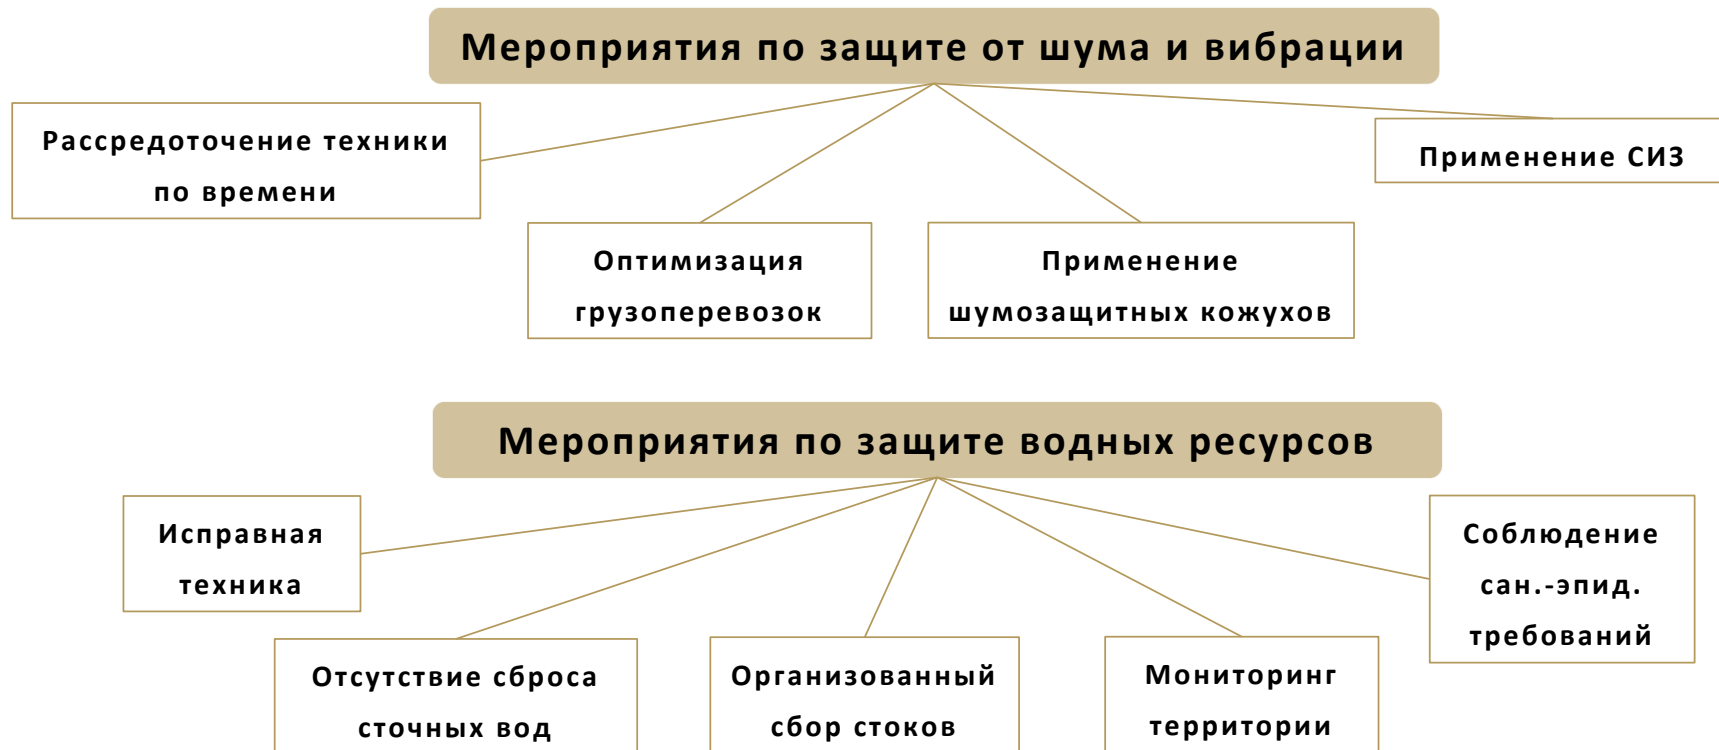 Мероприятия по защите от шума и вибрации
Рассредоточение техники
по времени
Оптимизация
грузоперевозок
Применение
шумозащитных кожухов
Применение СИЗ
Мероприятия по защите водных ресурсов
Исправная
техника
Отсутствие сброса
сточных вод
Организованный
сбор стоков
Мониторинг
территории
Соблюдение
сан.-эпид.
требований